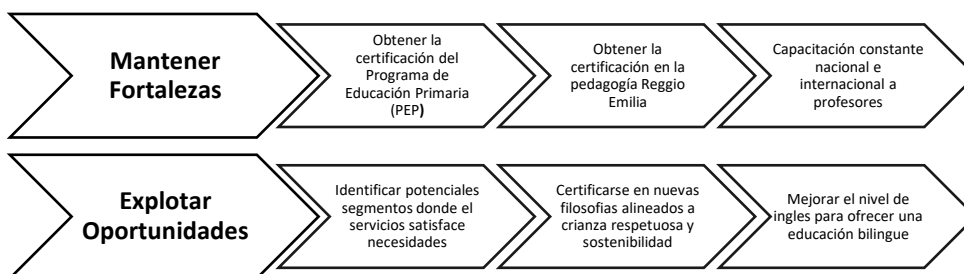 Mantener
Fortalezas
Obtener la
certificación del
Programa de
Educación Primaria
(PEP)
Obtener la
certificación en la
pedagogía Reggio
Emilia
Capacitación constante
nacional e
internacional a
profesores
Explotar
Oportunidades
Identificar potenciales
segmentos donde el
servicios satisface
necesidades
Certificarse en nuevas
filosofias alineados a
crianza respetuosa y
sostenibilidad
Mejorar el nivel de
ingles para ofrecer una
educación bilingue